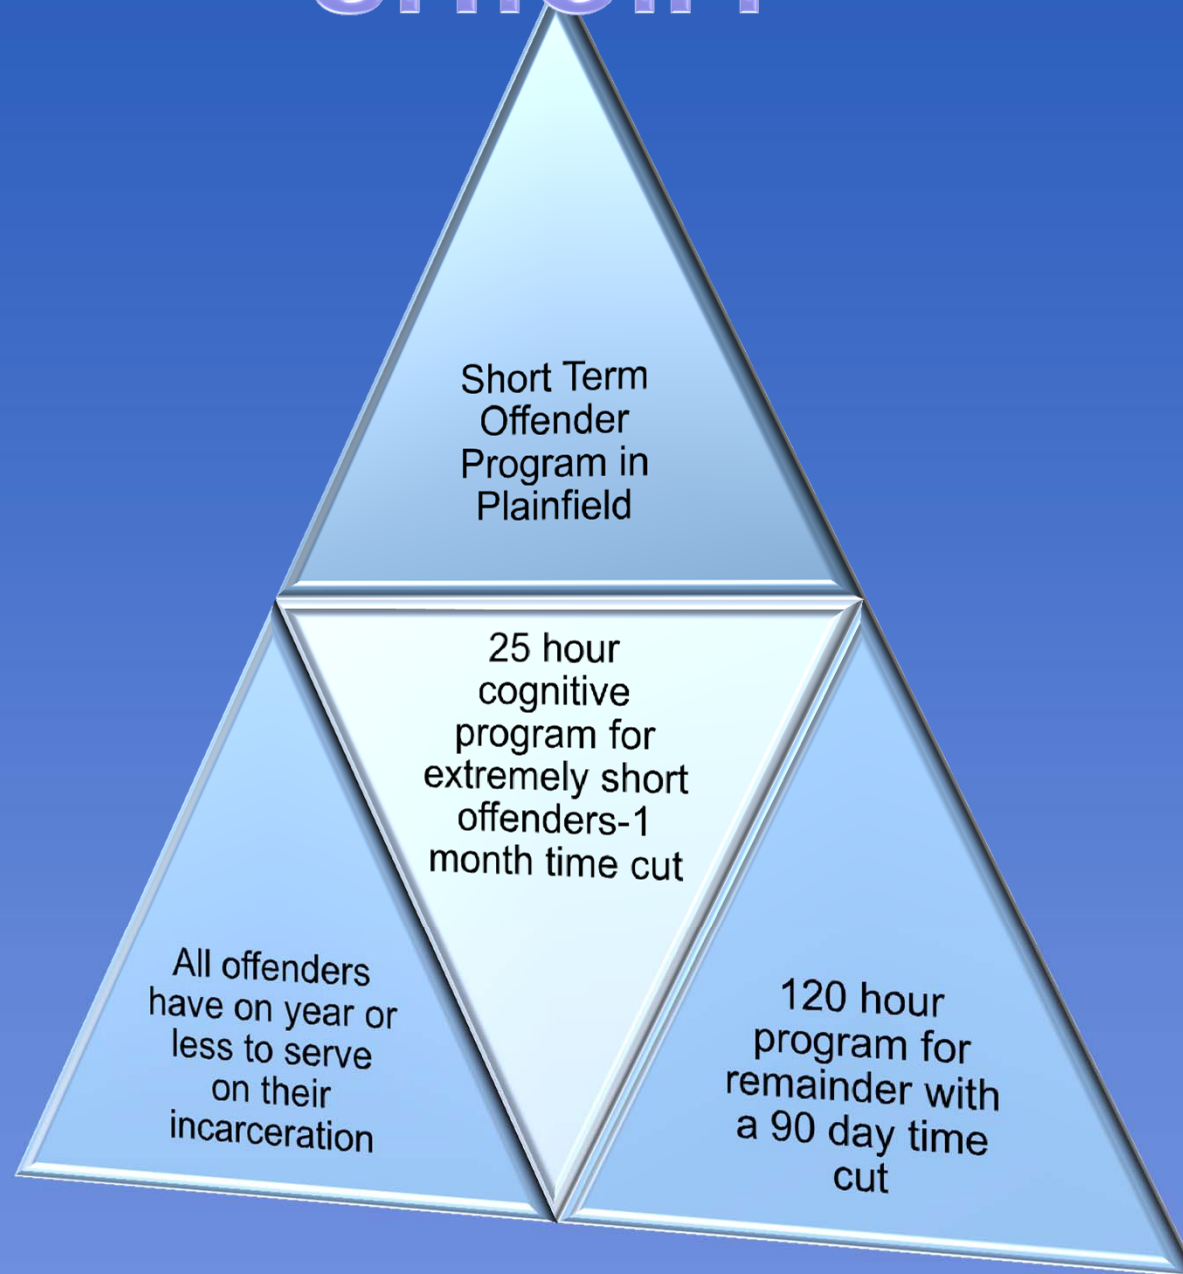 Short Term
Offender
Program in
Plainfield
25 hour
cognitive
program for
extremely short
offenders-1
month time cut
All offenders
have on year or
less to serve
on their
incarceration
120 hour
program for
remainder with
a 90 day time
cut